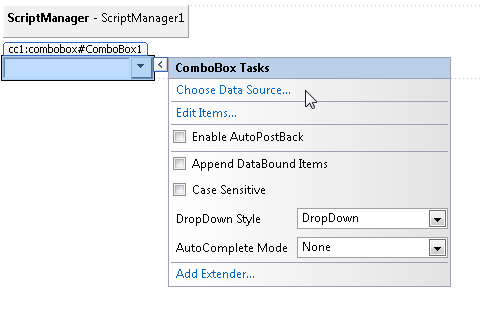 ScriptManager - ScriptManager1
cc1:combobox#ComboBox1
ComboBox Tasks
Choose Data Source...
Edit Items...
Enable AutoPostBack
Append DataBound Items
Case Sensitive
DropDown Style DropDown
AutoComplete Mode None
Add Extender...